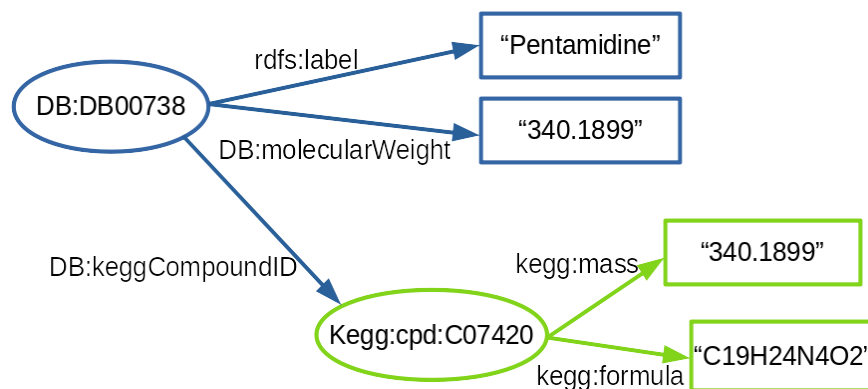 “Pentamidine”
rdfs:label
DB:DB00738
“340.1899”
DB:molecularWeight
DB:keggCompoundID
“340.1899”
kegg:mass
Kegg:cpd:C07420
“C19H24N4O2”
kegg:formula